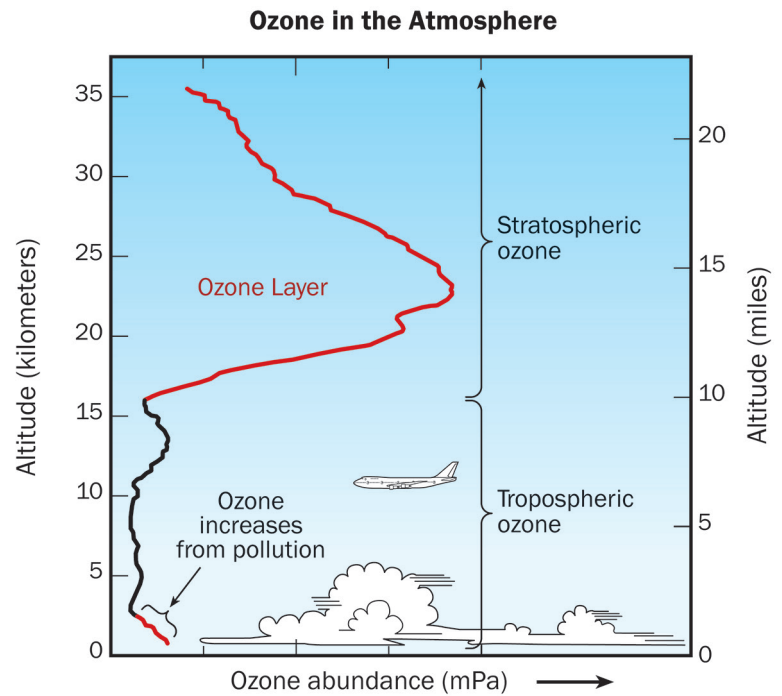 Ozone in the Atmosphere
Altitude (kilometers)
35
30
25
20
15
10
5
0
Ozone Layer
Stratospheric
ozone
Ozone
increases
from pollution
Tropospheric
ozone
20
15
10
5
0
Altitude (miles)
Ozone abundance (mPa)